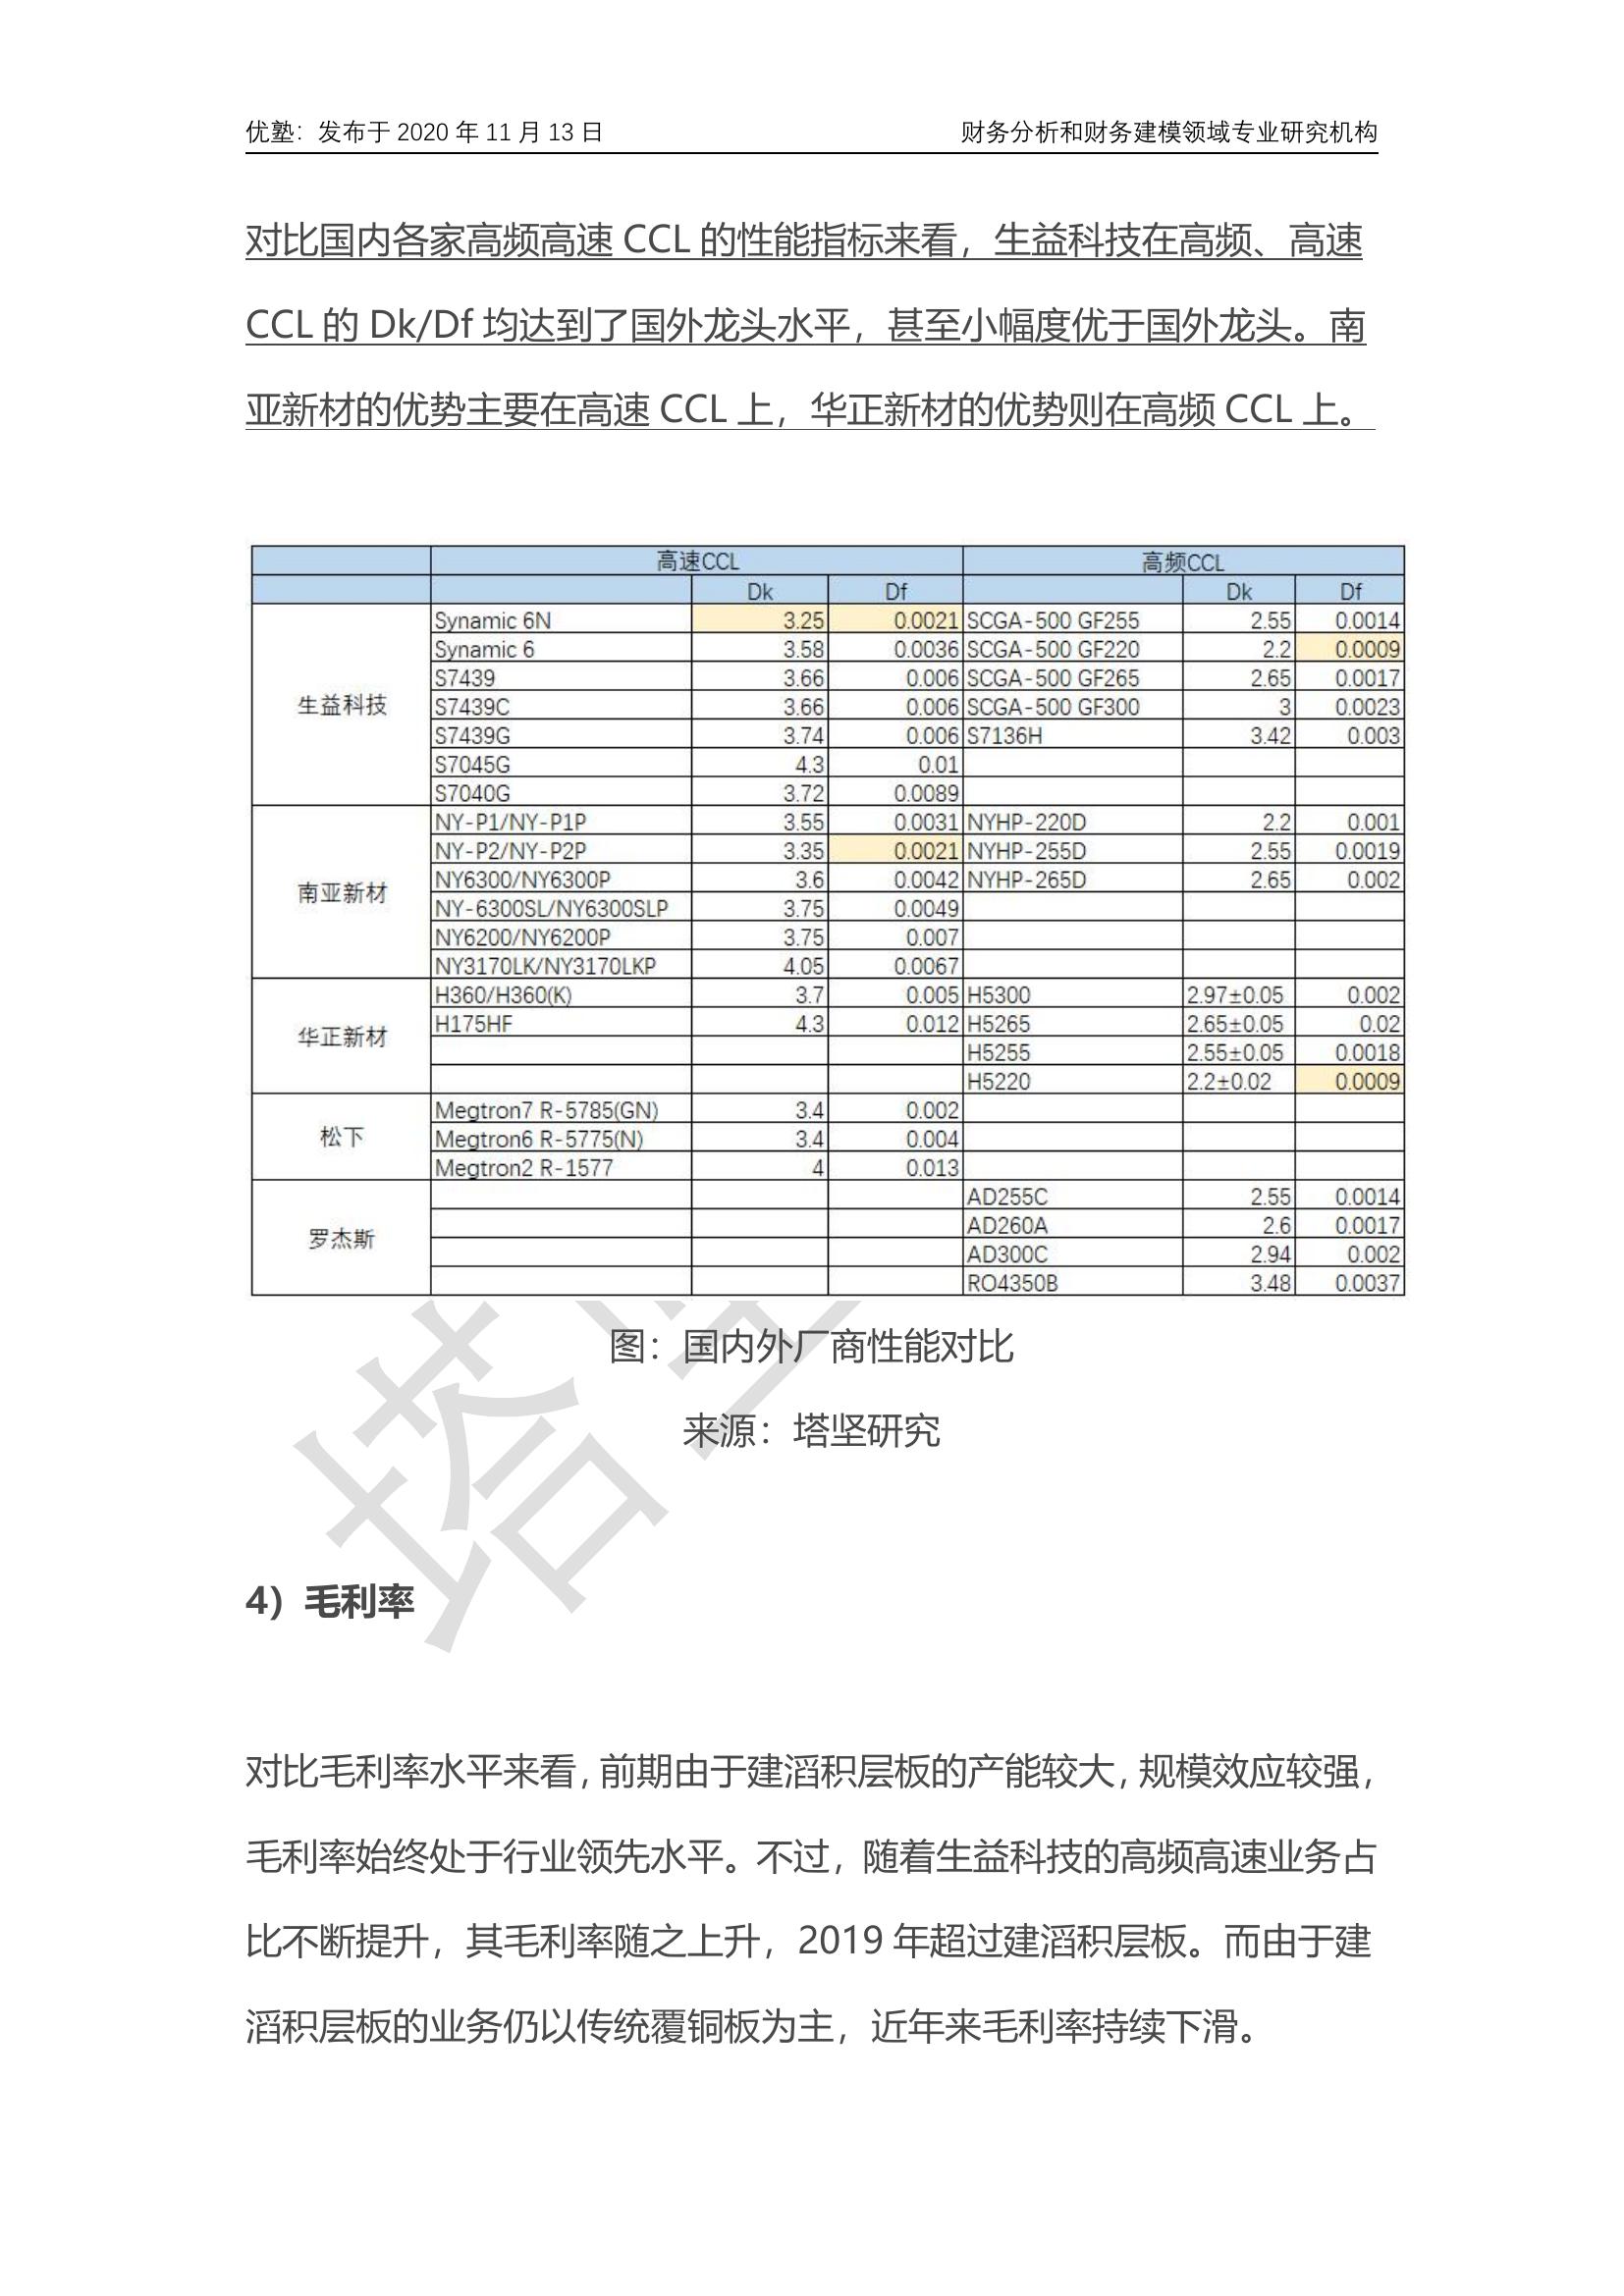 优塾：发布于 2020 年 11 月 13 日 财务分析和财务建模领域专业研究机构
对比国内各家高频高速 CCL 的性能指标来看，生益科技在高频、高速
CCL 的 Dk/Df 均达到了国外龙头水平，甚至小幅度优于国外龙头。南
亚新材的优势主要在高速 CCL 上，华正新材的优势则在高频 CCL 上。
高速CCL 高频CCL
Dk Df Dk Df
Synamic 6N 3.25 0.0021 SCGA-500 GF255 2.55 0.0014
Synamic 6 3.58 0.0036 SCGA-500 GF220 2.2 0.0009
S7439 3.66 0.006 SCGA-500 GF265 2.65 0.0017
生益科技 S7439C 3.66 0.006 SCGA-500 GF300 3 0.0023
S7439G 3.74 0.006 S7136H 3.42 0.003
S7045G 4.3 0.01
S7040G 3.72 0.0089
NY-P1/NY-P1P 3.55 0.0031 NYHP-220D 2.2 0.001
NY-P2/NY-P2P 3.35 0.0021 NYHP-255D 2.55 0.0019
南亚新材 NY6300/NY6300P 3.6 0.0042 NYHP-265D 2.65 0.002
NY-6300SL/NY6300SLP 3.75 0.0049
NY6200/NY6200P 3.75 0.007
NY3170LK/NY3170LKP 4.05 0.0067
H360/H360(K) 3.7 0.005 H5300 2.97±0.05 0.002
华正新材 H175HF 4.3 0.012 H5265 2.65±0.05 0.02
H5255 2.55±0.05 0.0018
H5220 2.2±0.02 0.0009
Megtron7 R-5785(GN) 3.4 0.002
松下 Megtron6 R-5775(N) 3.4 0.004
Megtron2 R-1577 4 0.013
AD255C 2.55 0.0014
罗杰斯 AD260A 2.6 0.0017
AD300C 2.94 0.002
RO4350B 3.48 0.0037
图：国内外厂商性能对比
来源：塔坚研究
4）毛利率
对比毛利率水平来看，前期由于建滔积层板的产能较大，规模效应较强，
毛利率始终处于行业领先水平。不过，随着生益科技的高频高速业务占
比不断提升，其毛利率随之上升，2019 年超过建滔积层板。而由于建
滔积层板的业务仍以传统覆铜板为主，近年来毛利率持续下滑。
塔